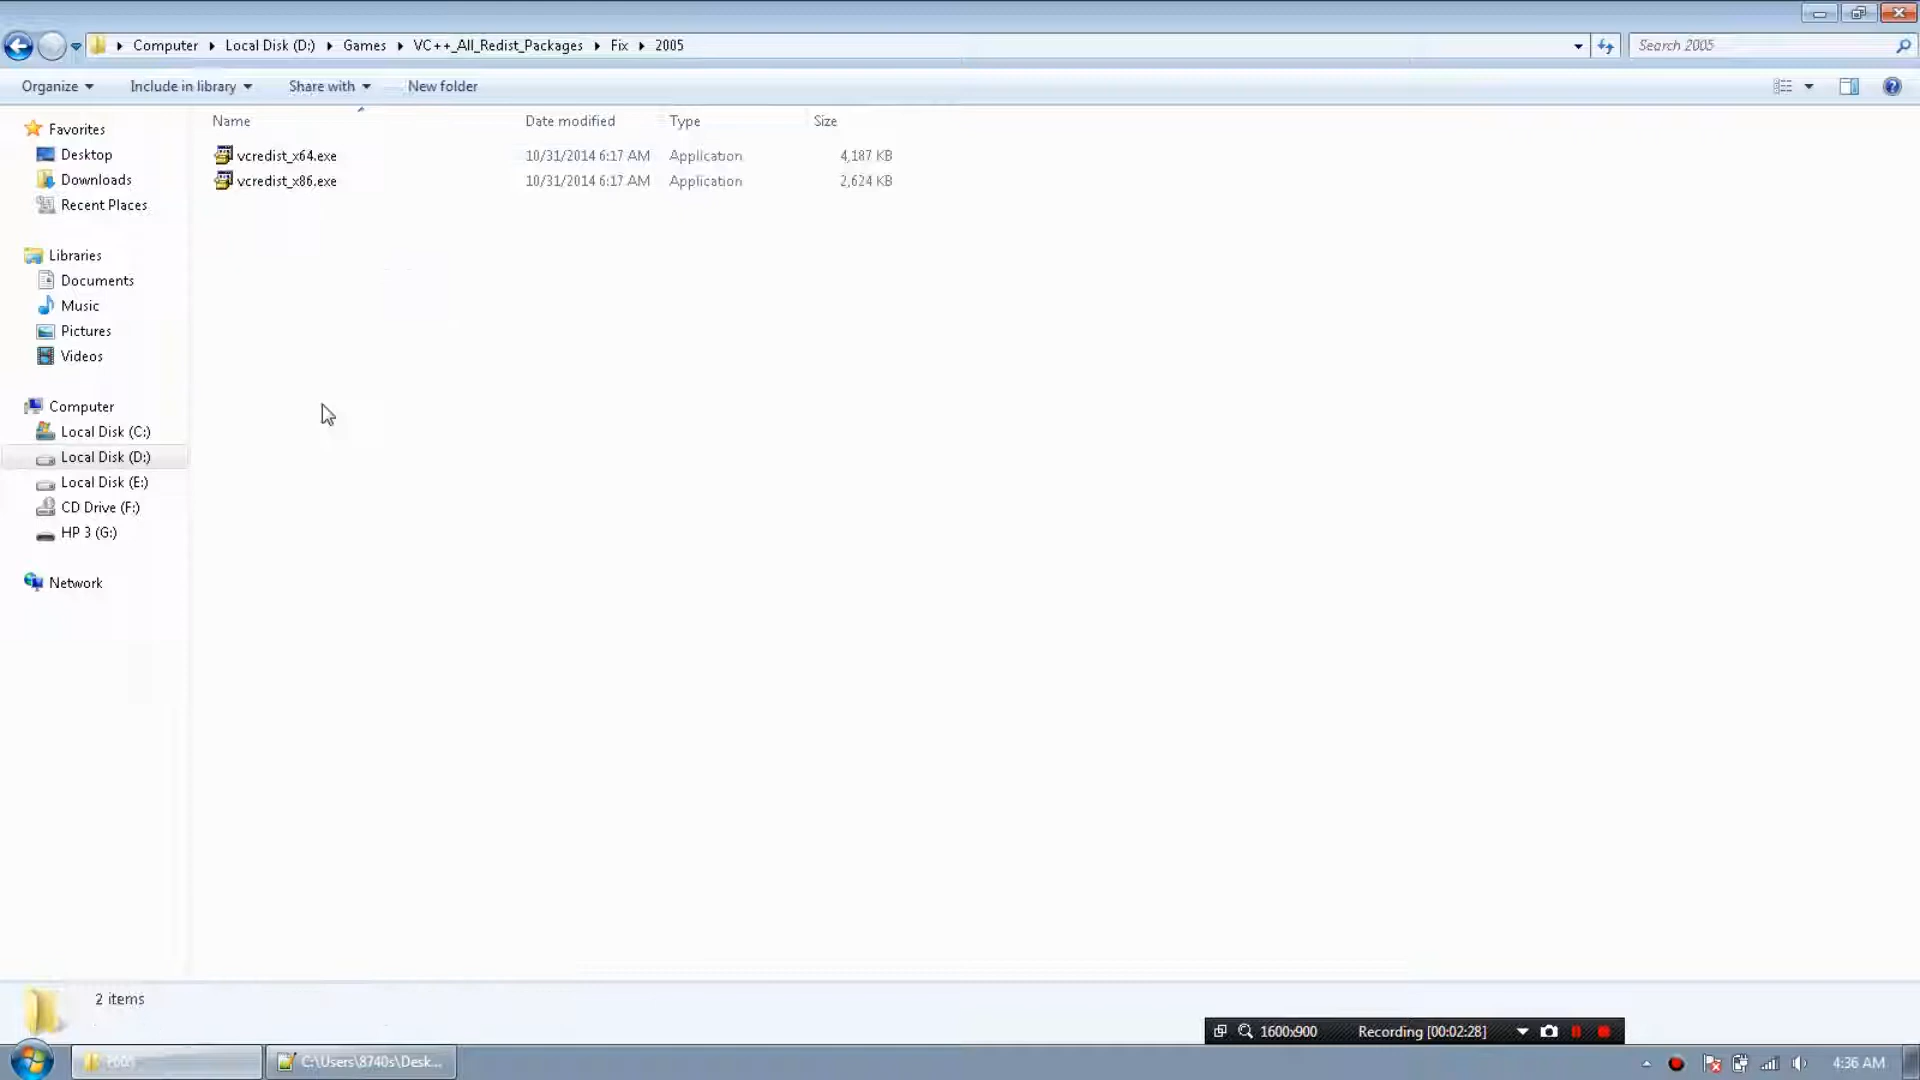 Computer Local Disk (D:) Games VC++_All_Redist_Packages Fix 2005 Search 2005
Organize Include in library Share with New folder
Name Date modified Type Size
vcredist_x64.exe 10/31/2014 6:17 AM Application 4,187 KB
vcredist_x86.exe 10/31/2014 6:17 AM Application 2,624 KB
Favorites
Desktop
Downloads
Recent Places
Libraries
Documents
Music
Pictures
Videos
Computer
Local Disk (C:)
Local Disk (D:)
Local Disk (E:)
CD Drive (F:)
HP 3 (G:)
Network
2 items
1600x900 Recording [00:02:28]
2005 C:\Users\8740s\Desk... 4:36 AM